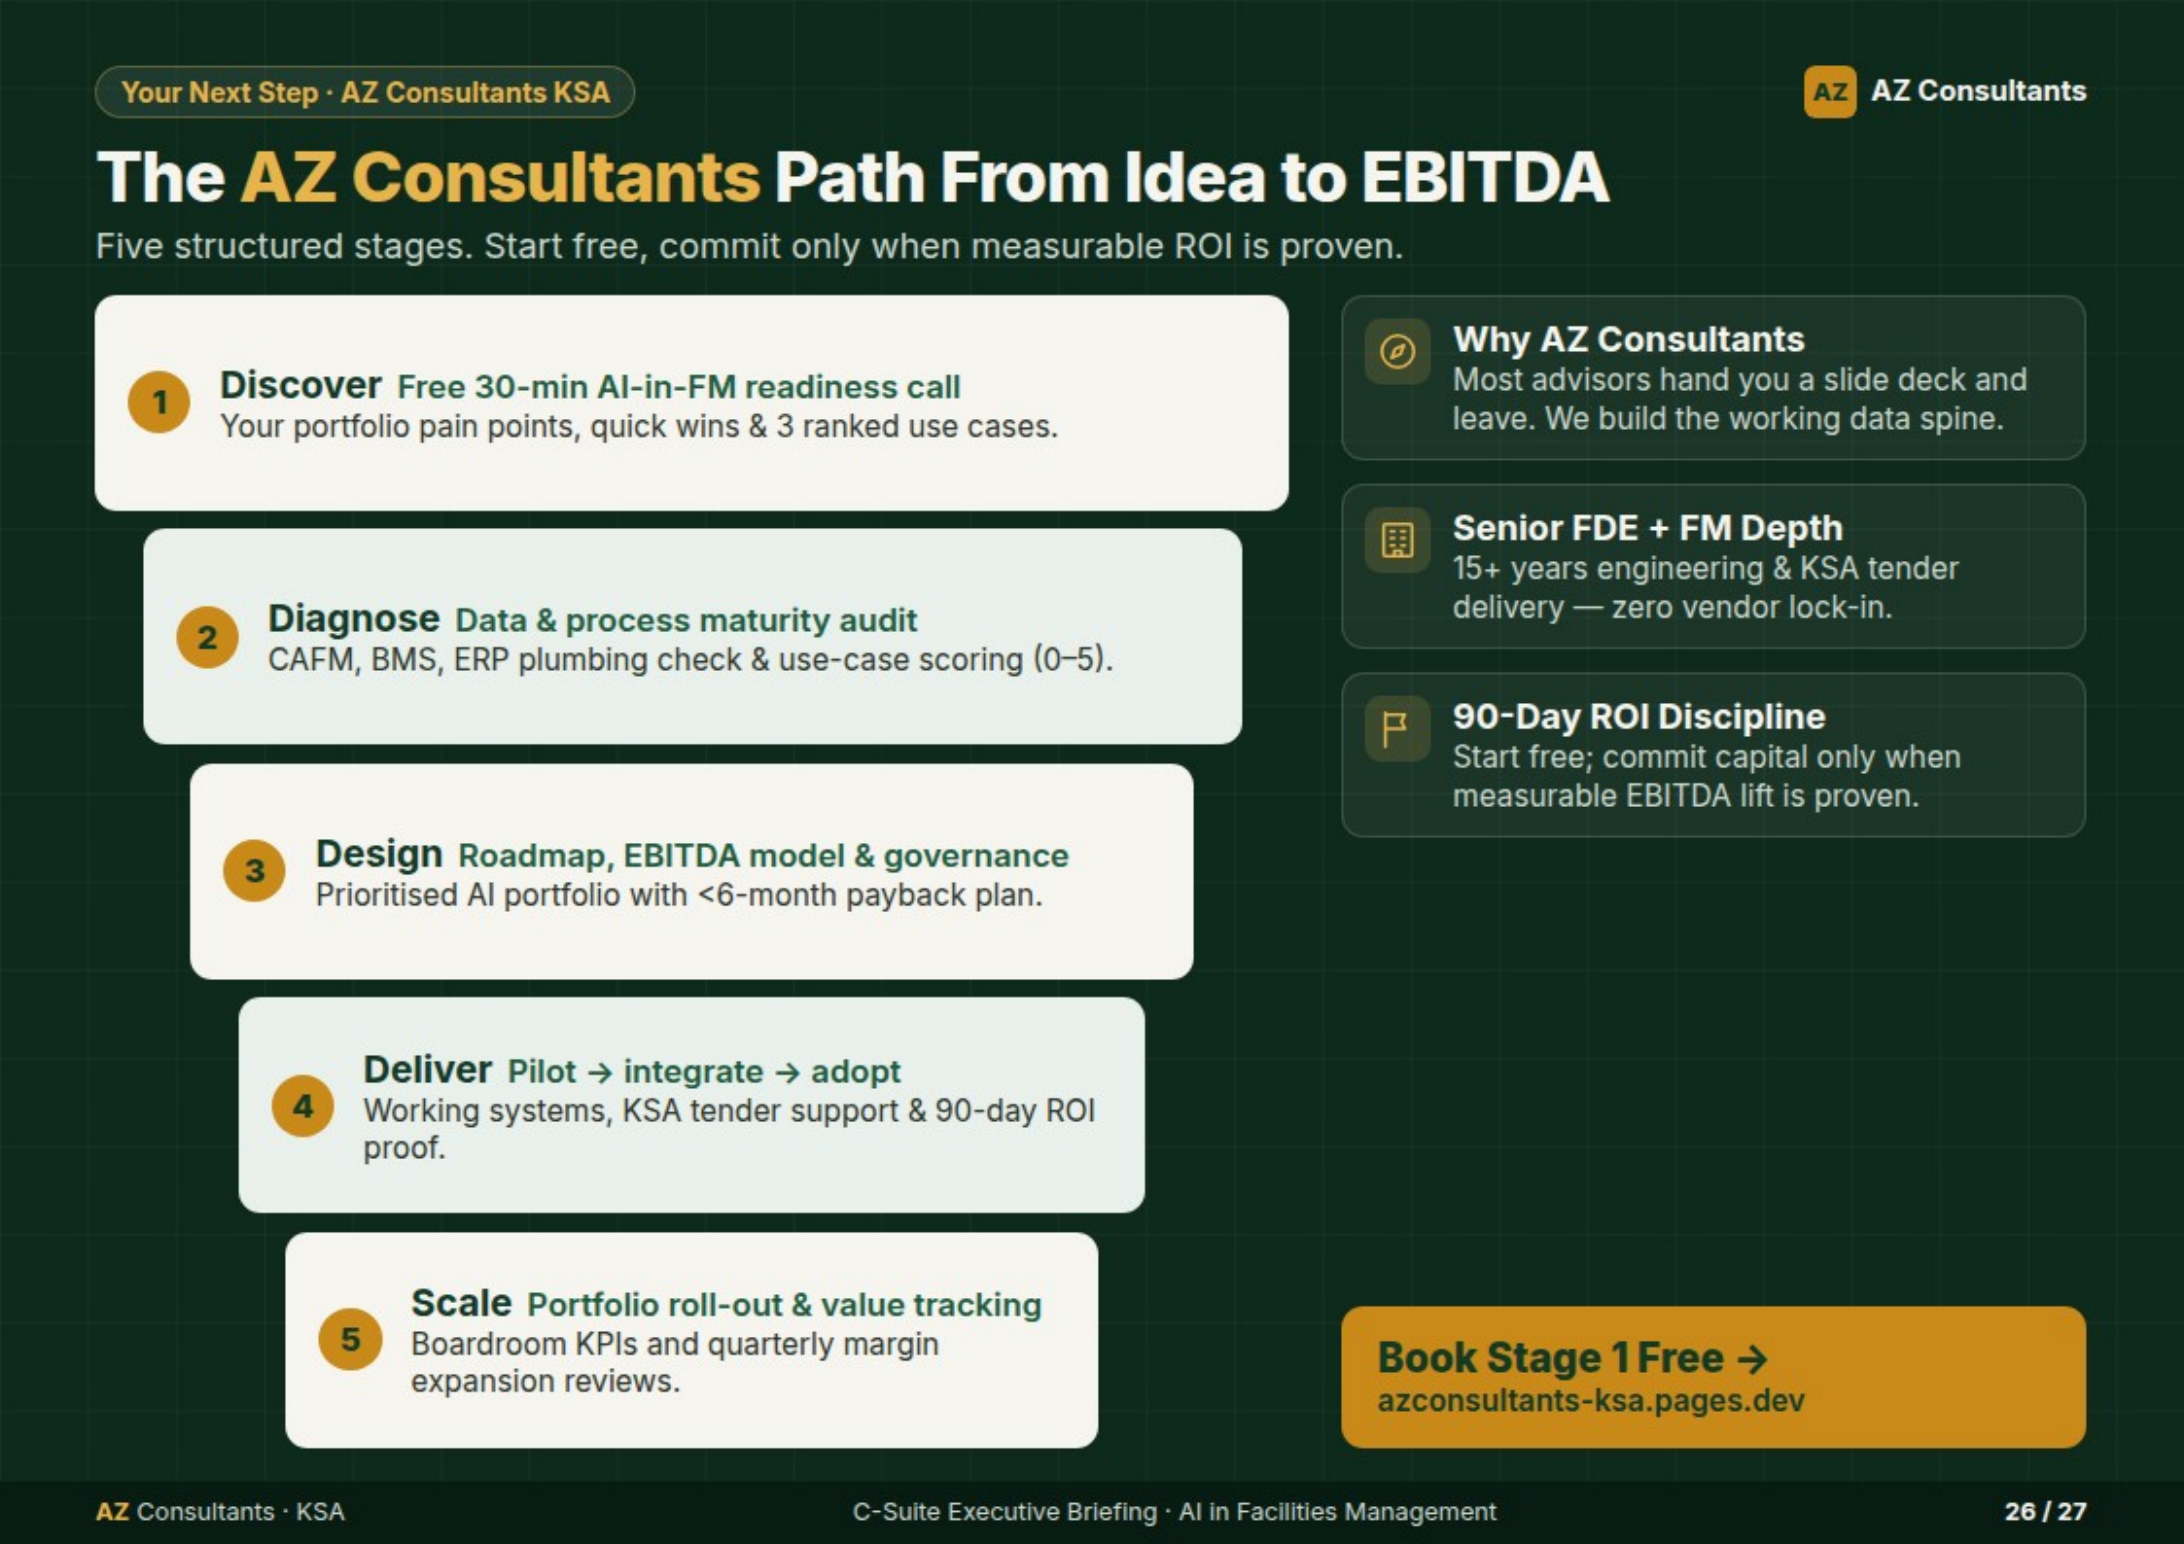 Your Next Step · AZ Consultants KSA
AZ AZ Consultants
The AZ Consultants Path From Idea to EBITDA
Five structured stages. Start free, commit only when measurable ROI is proven.
1
Discover Free 30-min AI-in-FM readiness call
Your portfolio pain points, quick wins & 3 ranked use cases.
2
Diagnose Data & process maturity audit
CAFM, BMS, ERP plumbing check & use-case scoring (0–5).
3
Design Roadmap, EBITDA model & governance
Prioritised AI portfolio with <6-month payback plan.
4
Deliver Pilot → integrate → adopt
Working systems, KSA tender support & 90-day ROI
proof.
5
Scale Portfolio roll-out & value tracking
Boardroom KPIs and quarterly margin
expansion reviews.
Why AZ Consultants
Most advisors hand you a slide deck and
leave. We build the working data spine.
Senior FDE + FM Depth
15+ years engineering & KSA tender
delivery — zero vendor lock-in.
90-Day ROI Discipline
Start free; commit capital only when
measurable EBITDA lift is proven.
Book Stage 1 Free →
azconsultants-ksa.pages.dev
AZ Consultants · KSA
C-Suite Executive Briefing · AI in Facilities Management
26 / 27